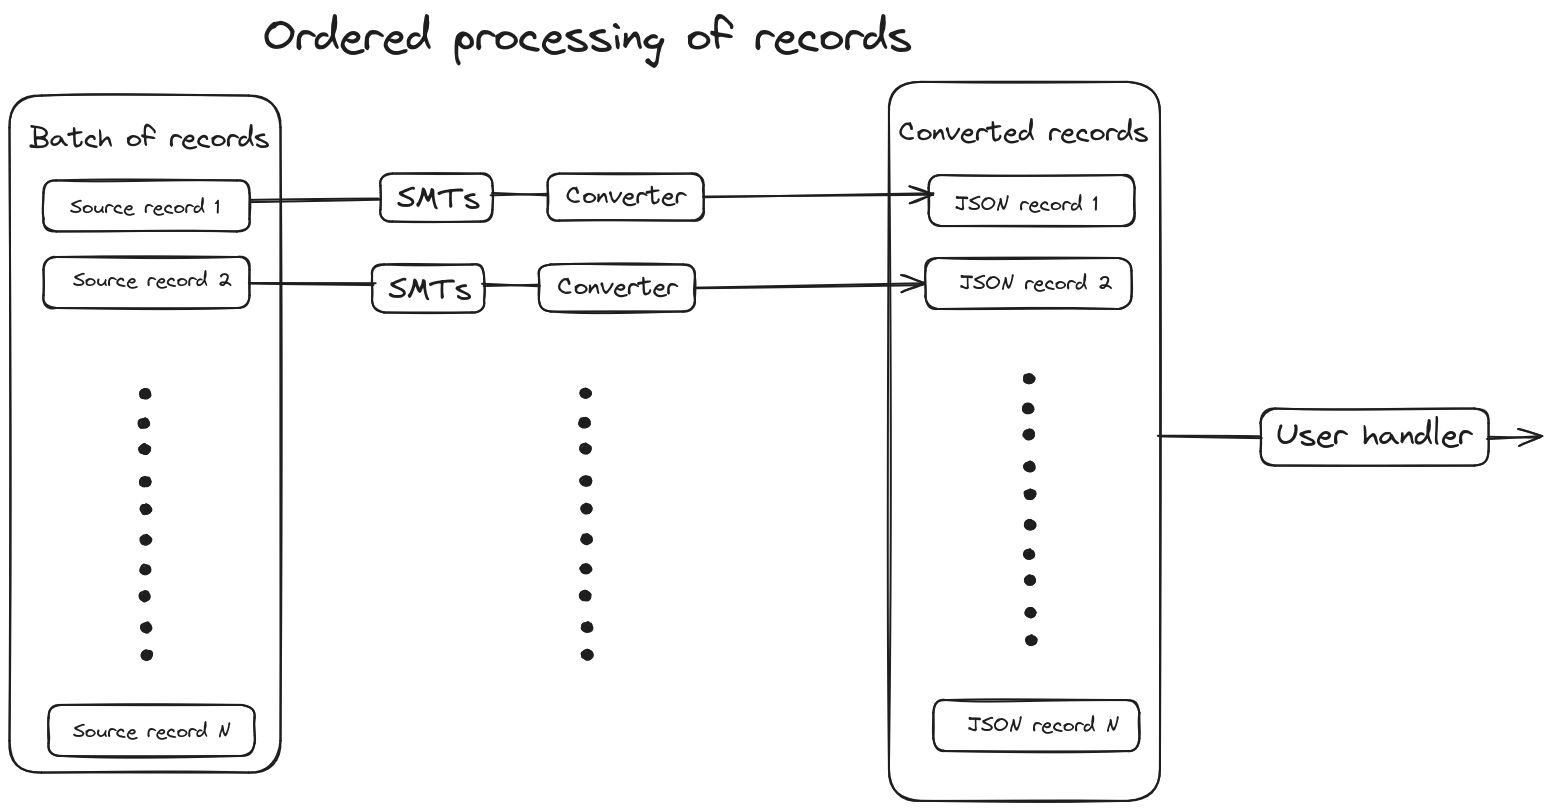 Ordered processing of records
Batch of records
Converted records
Source record 1
SMTs
Converter
JSON record 1
Source record 2
SMTs
Converter
JSON record 2
User handler
Source record N
JSON record N